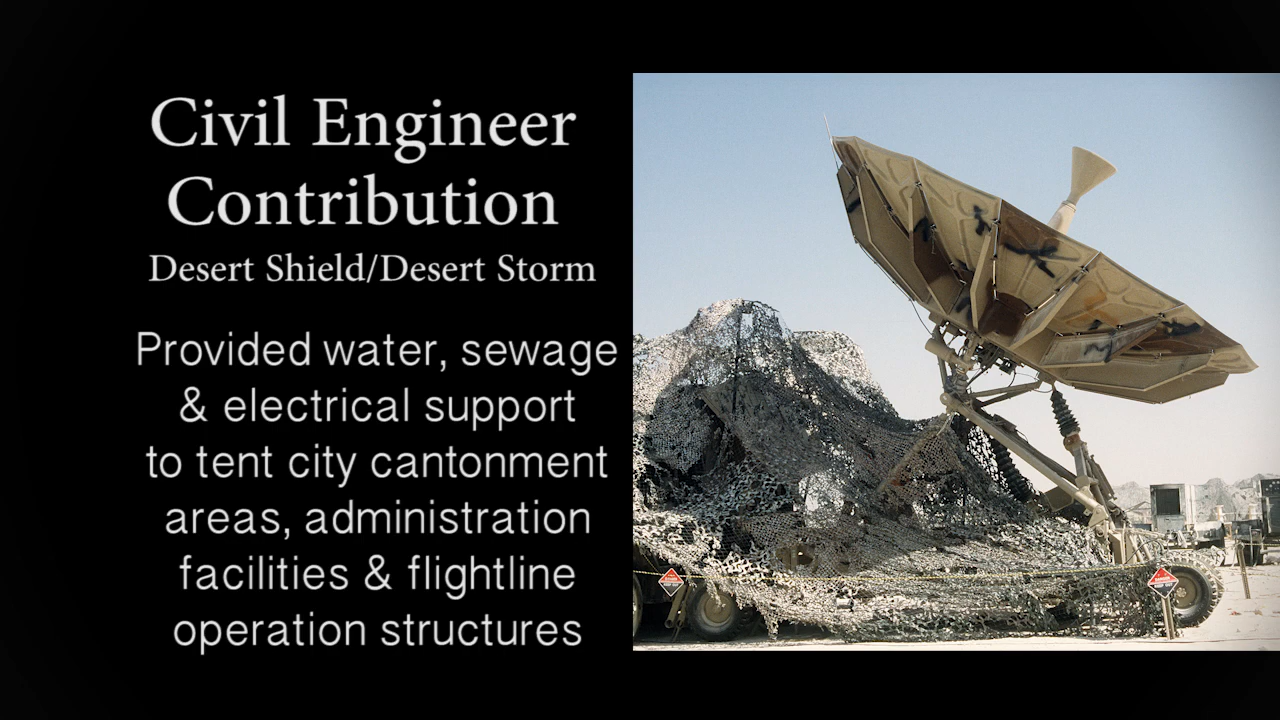 Civil Engineer
Contribution
Desert Shield/Desert Storm
Provided water, sewage
& electrical support
to tent city cantonment
areas, administration
facilities & flightline
operation structures